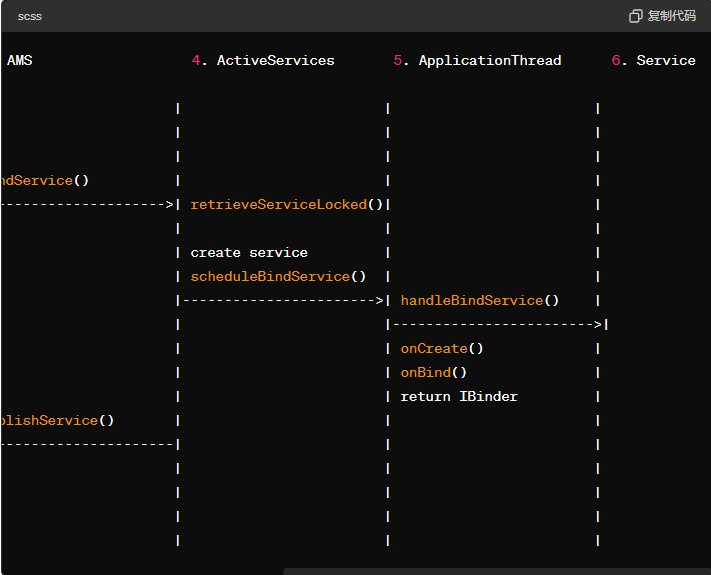 scss 复制代码
AMS 4. ActiveServices 5. ApplicationThread 6. Service
| | |
| | |
| | |
ndService() | | |
--------------------->| retrieveServiceLocked()| |
| | |
| create service | |
| scheduleBindService() | |
|------------------------>| handleBindService() |
| |------------------------->|
| | onCreate() |
| | onBind() |
| | return IBinder |
blishService() | | |
----------------------| | |
| | |
| | |
| | |
| | |